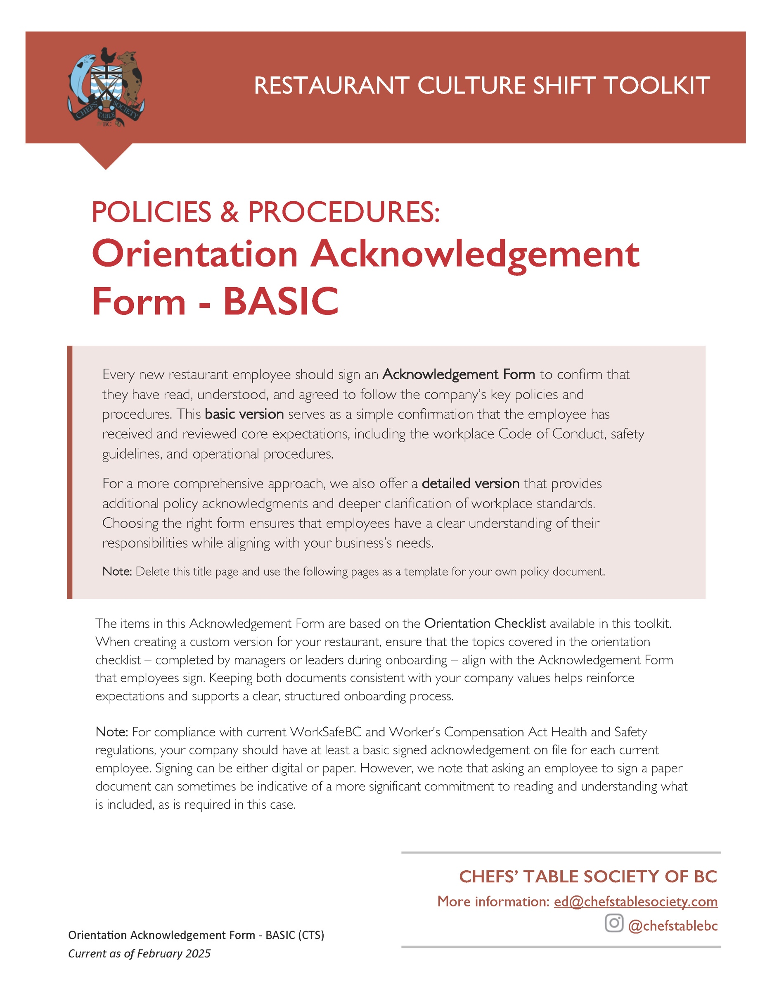 CHEFS' TABLE SOCIETY
BC
RESTAURANT CULTURE SHIFT TOOLKIT
POLICIES & PROCEDURES:
Orientation Acknowledgement
Form - BASIC
Every new restaurant employee should sign an Acknowledgement Form to confirm that
they have read, understood, and agreed to follow the company's key policies and
procedures. This basic version serves as a simple confirmation that the employee has
received and reviewed core expectations, including the workplace Code of Conduct, safety
guidelines, and operational procedures.
For a more comprehensive approach, we also offer a detailed version that provides
additional policy acknowledgments and deeper clarification of workplace standards.
Choosing the right form ensures that employees have a clear understanding of their
responsibilities while aligning with your business's needs.
Note: Delete this title page and use the following pages as a template for your own policy document.
The items in this Acknowledgement Form are based on the Orientation Checklist available in this toolkit.
When creating a custom version for your restaurant, ensure that the topics covered in the orientation
checklist – completed by managers or leaders during onboarding – align with the Acknowledgement Form
that employees sign. Keeping both documents consistent with your company values helps reinforce
expectations and supports a clear, structured onboarding process.
Note: For compliance with current WorkSafeBC and Worker's Compensation Act Health and Safety
regulations, your company should have at least a basic signed acknowledgement on file for each current
employee. Signing can be either digital or paper. However, we note that asking an employee to sign a paper
document can sometimes be indicative of a more significant commitment to reading and understanding what
is included, as is required in this case.
CHEFS' TABLE SOCIETY OF BC
More information: ed@chefstablesociety.com
@chefstablebc
Orientation Acknowledgement Form - BASIC (CTS)
Current as of February 2025